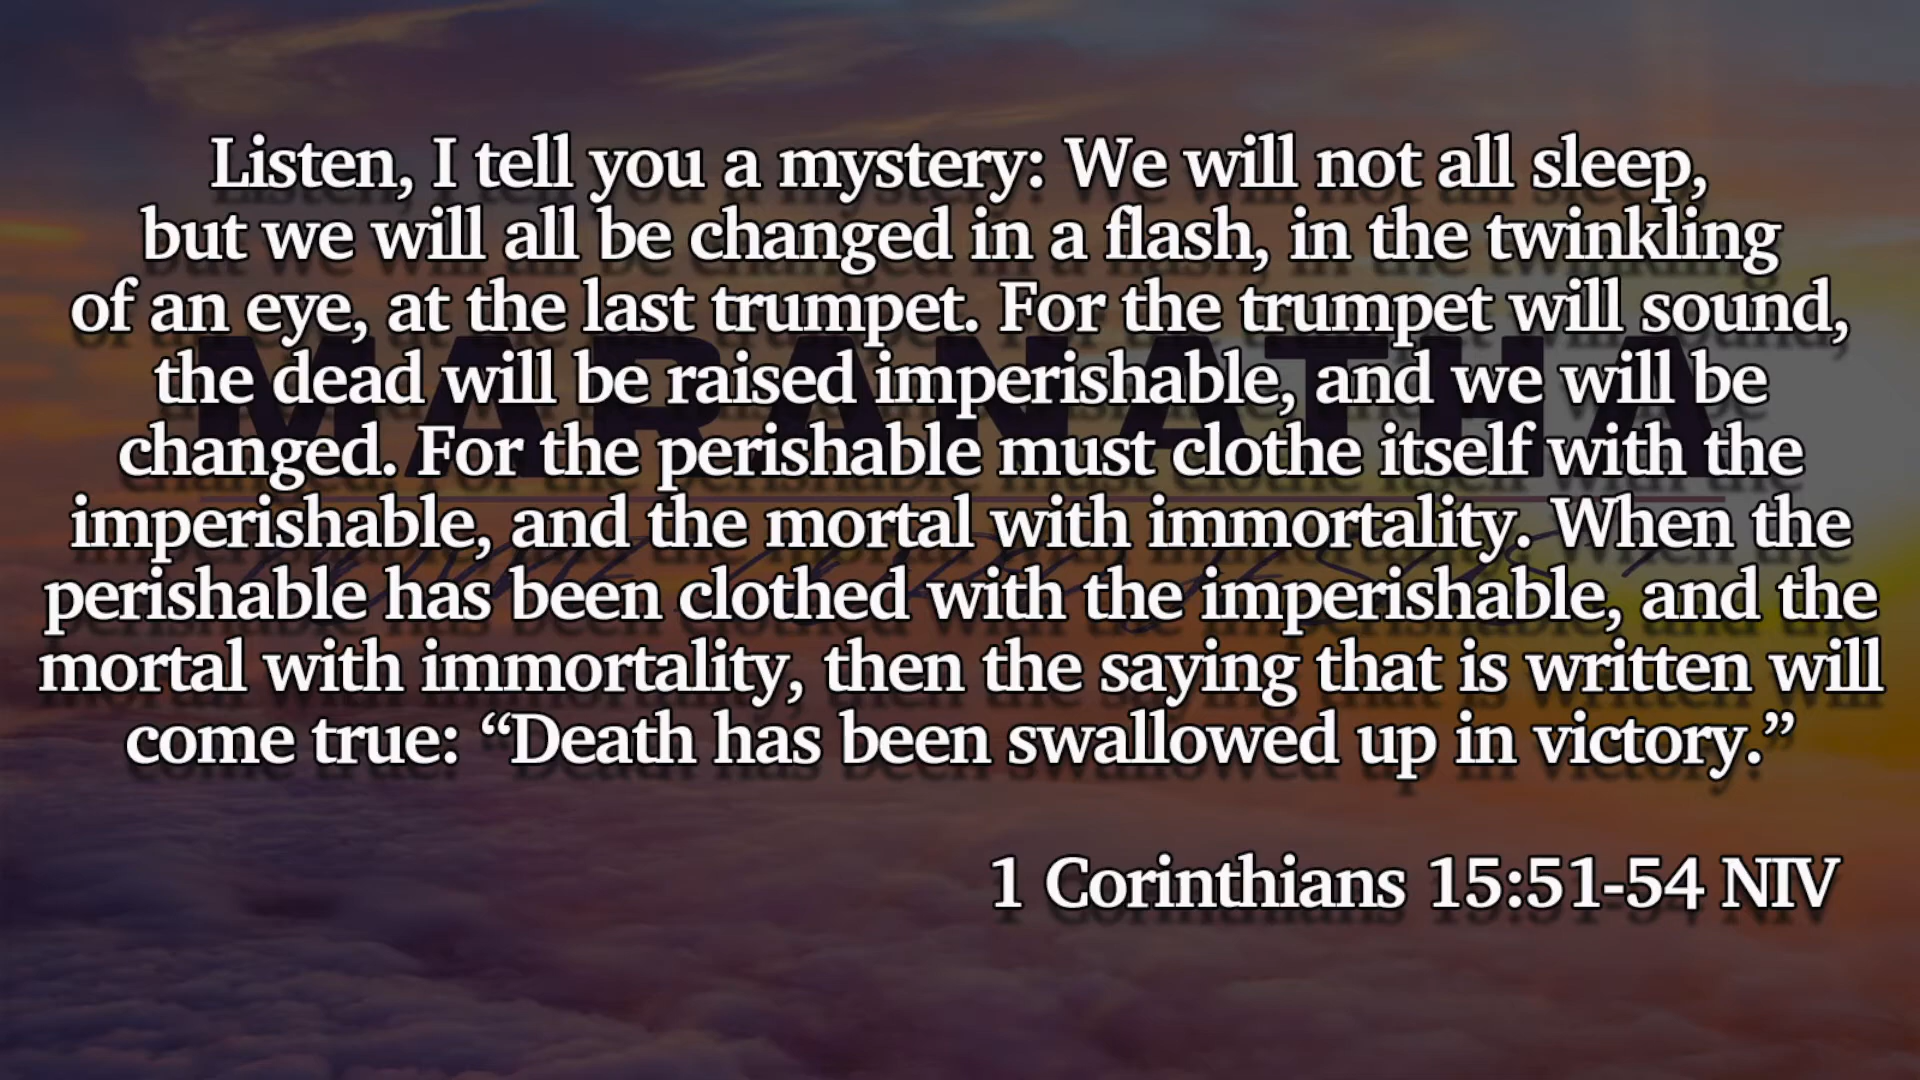 Listen, I tell you a mystery: We will not all sleep,
but we will all be changed in a flash, in the twinkling
of an eye, at the last trumpet. For the trumpet will sound,
the dead will be raised imperishable, and we will be
changed. For the perishable must clothe itself with the
imperishable, and the mortal with immortality. When the
perishable has been clothed with the imperishable, and the
mortal with immortality, then the saying that is written will
come true: “Death has been swallowed up in victory.”
1 Corinthians 15:51-54 NIV
MARANATHA